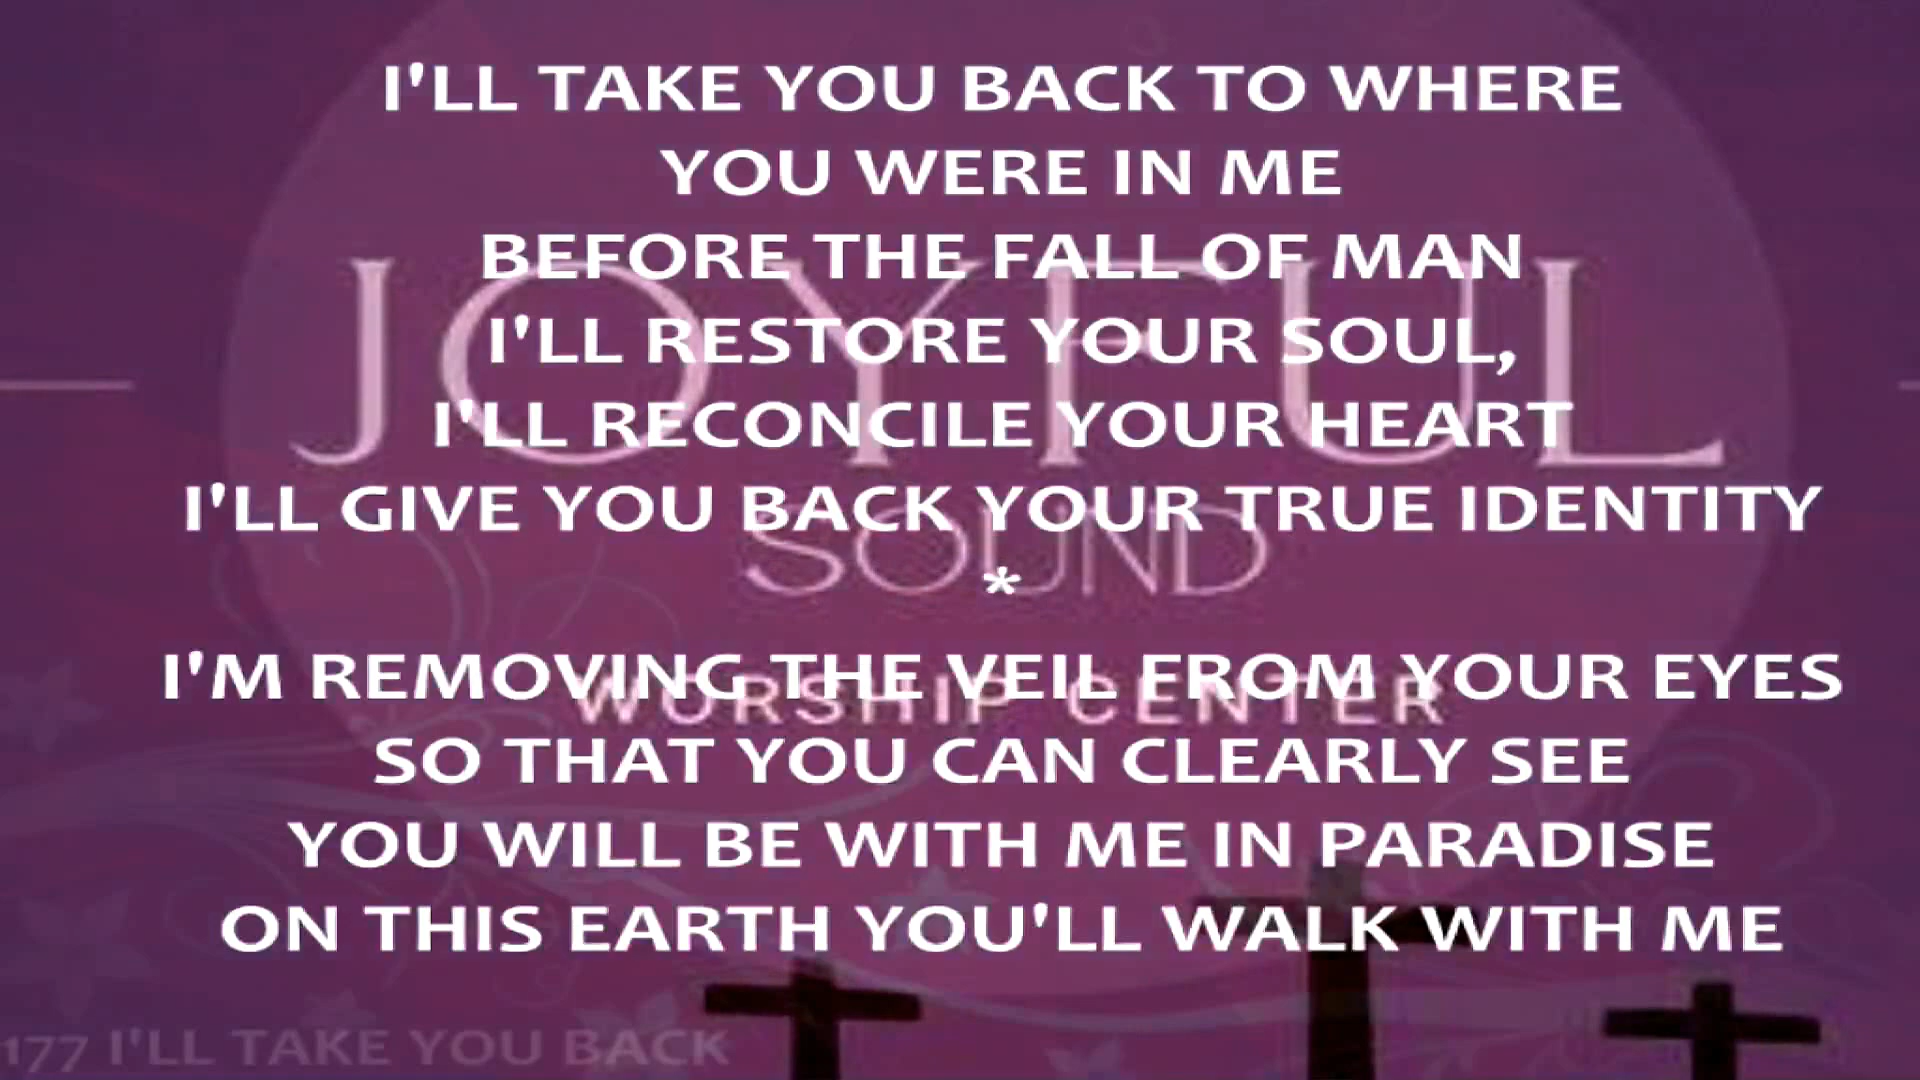 I'LL TAKE YOU BACK TO WHERE
YOU WERE IN ME
BEFORE THE FALL OF MAN
I'LL RESTORE YOUR SOUL,
I'LL RECONCILE YOUR HEART
I'LL GIVE YOU BACK YOUR TRUE IDENTITY
*
I'M REMOVING THE VEIL FROM YOUR EYES
SO THAT YOU CAN CLEARLY SEE
YOU WILL BE WITH ME IN PARADISE
ON THIS EARTH YOU'LL WALK WITH ME
JOYFUL
SOUND
WORSHIP CENTER
177 I'LL TAKE YOU BACK